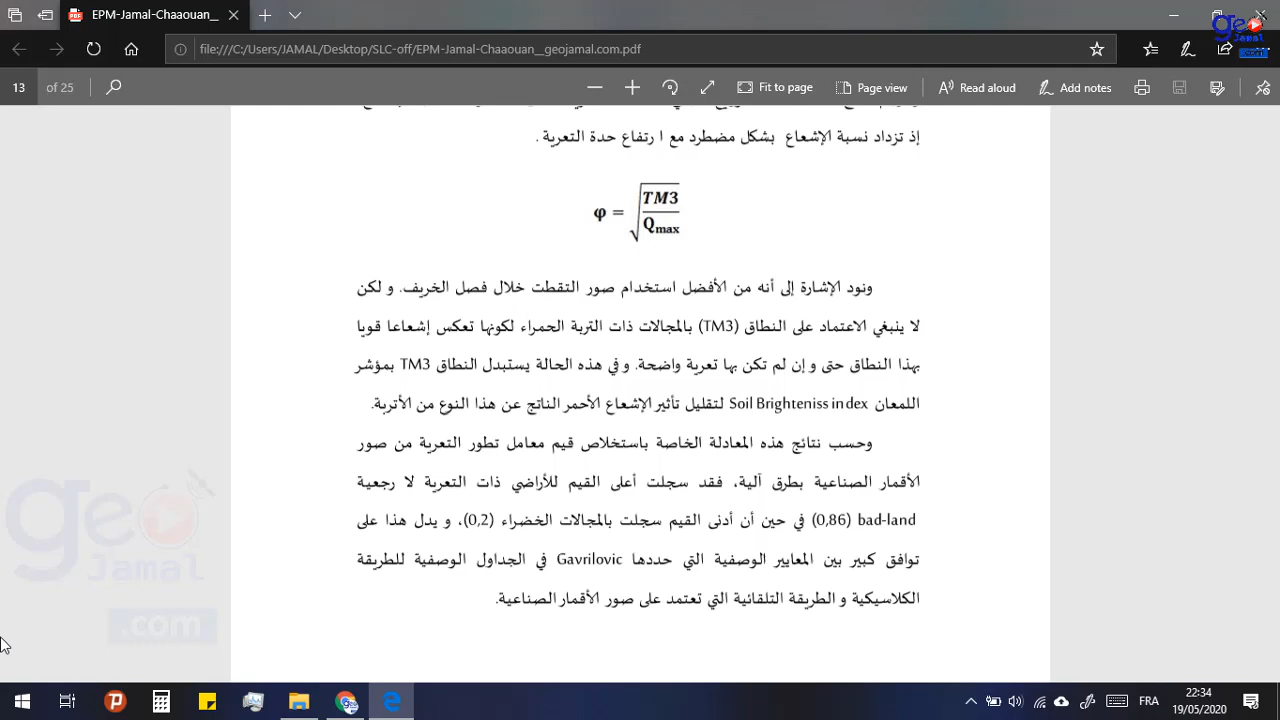 EPM-Jamal-Chaaouan_
file:///C:/Users/JAMAL/Desktop/SLC-off/EPM-Jamal-Chaaouan__geojamal.com.pdf
geo Jamal .com
13 of 25
Fit to page
Page view
Read aloud
Add notes
إذ تزداد نسبة الإشعاع بشكل مضطرد مع ا رتفاع حدة التعرية .
φ = √(TM3 / Qmax)
ونود الإشارة إلى أنه من الأفضل استخدام صور التقطت خلال فصل الخريف. و لكن
لا ينبغي الاعتماد على النطاق (TM3) بالمجالات ذات التربة الحمراء لكونها تعكس إشعاعا قويا
بهذا النطاق حتى و إن لم تكن بها تعرية واضحة. و في هذه الحالة يستبدل النطاق TM3 بمؤشر
اللمعان Soil Brighteniss in dex لتقليل تأثير الإشعاع الأحمر الناتج عن هذا النوع من الأتربة.
وحسب نتائج هذه المعادلة الخاصة باستخلاص قيم معامل تطور التعرية من صور
الأقمار الصناعية بطرق آلية، فقد سجلت أعلى القيم للأراضي ذات التعرية لا رجعية
bad-land (0,86) في حين أن أدنى القيم سجلت بالمجالات الخضراء (0,2)، و يدل هذا على
توافق كبير بين المعايير الوصفية التي حددها Gavrilovic في الجداول الوصفية للطريقة
الكلاسيكية و الطريقة التلقائية التي تعتمد على صور الأقمار الصناعية.
geo
Jamal
.com
FRA
22:34
19/05/2020